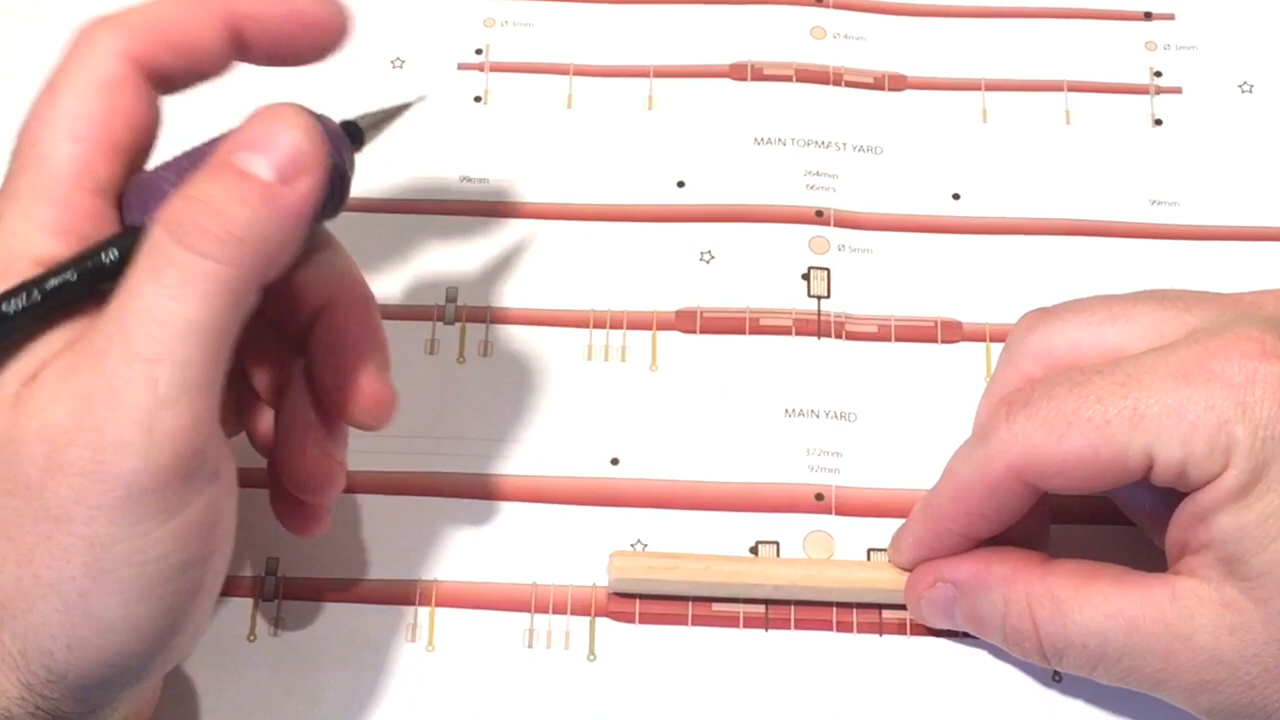 Ø 3mm
Ø 4mm
Ø 3mm
MAIN TOPMAST YARD
264mm
66mm
99mm
99mm
Ø 5mm
MAIN YARD
372mm
92mm